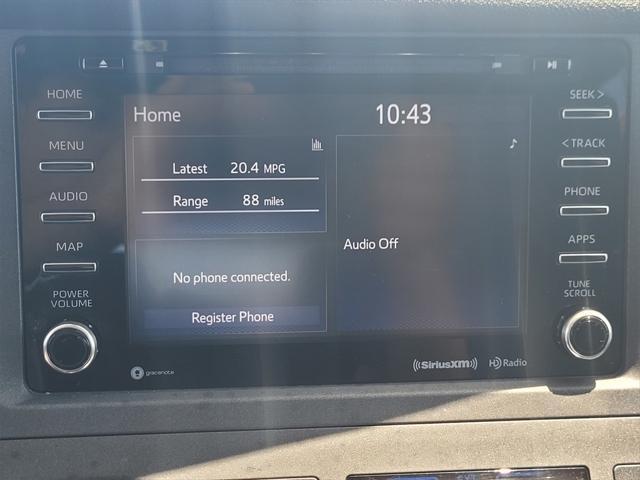 HOME
MENU
AUDIO
MAP
POWER
VOLUME
Home
10:43
Latest 20.4 MPG
Range 88 miles
No phone connected.
Register Phone
Audio Off
SEEK >
< TRACK
PHONE
APPS
TUNE
SCROLL
gracenote
((SiriusXM))
HD Radio